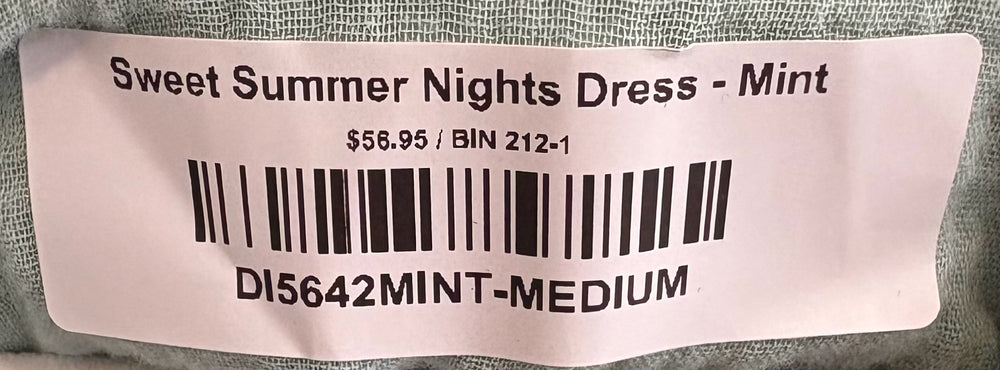 Sweet Summer Nights Dress - Mint
$56.95 / BIN 212-1
DI5642MINT-MEDIUM